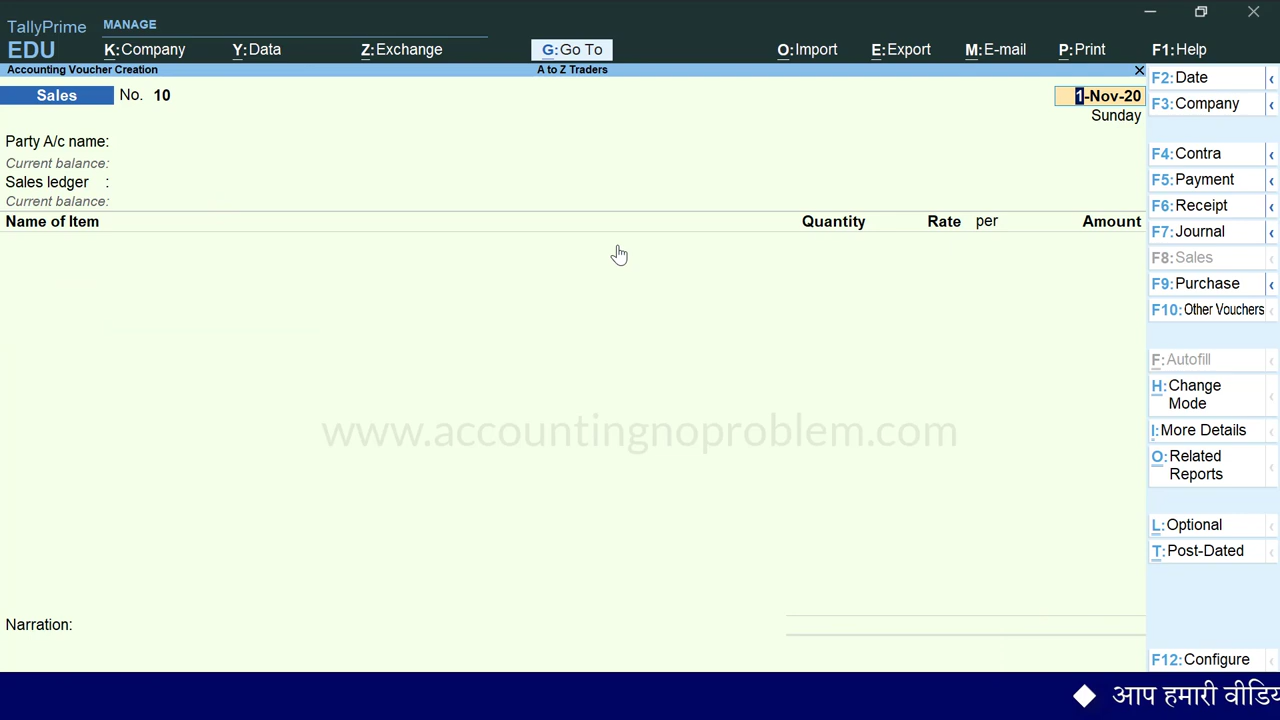 TallyPrime MANAGE
EDU K:Company Y:Data Z:Exchange G:Go To O:Import E:Export M:E-mail P:Print F1:Help
Accounting Voucher Creation A to Z Traders
F2:Date
Sales No. 10 1-Nov-20
F3:Company
Sunday
Party A/c name:
F4:Contra
Current balance:
F5:Payment
Sales ledger :
Current balance:
F6:Receipt
Name of Item Quantity Rate per Amount
F7:Journal
F8:Sales
F9:Purchase
F10:Other Vouchers
F:Autofill
H:Change
Mode
I:More Details
www.accountingnoproblem.com
O:Related
Reports
L:Optional
T:Post-Dated
Narration:
F12:Configure
आप हमारी